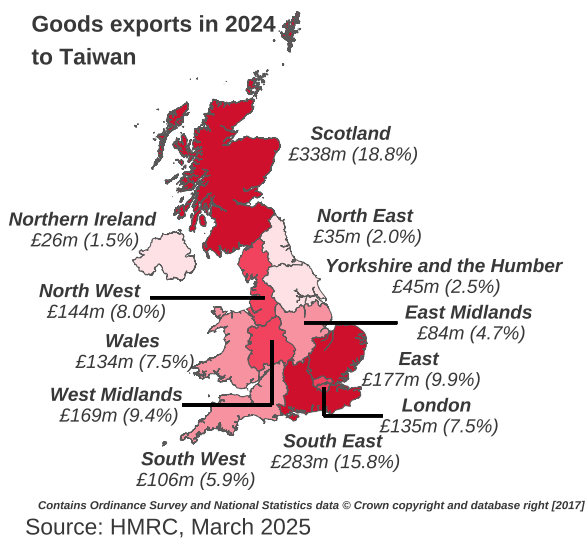 Goods exports in 2024
to Taiwan
Scotland
£338m (18.8%)
Northern Ireland
£26m (1.5%)
North East
£35m (2.0%)
Yorkshire and the Humber
£45m (2.5%)
North West
£144m (8.0%)
East Midlands
£84m (4.7%)
Wales
£134m (7.5%)
East
£177m (9.9%)
West Midlands
£169m (9.4%)
London
£135m (7.5%)
South East
£283m (15.8%)
South West
£106m (5.9%)
Contains Ordinance Survey and National Statistics data © Crown copyright and database right [2017]
Source: HMRC, March 2025